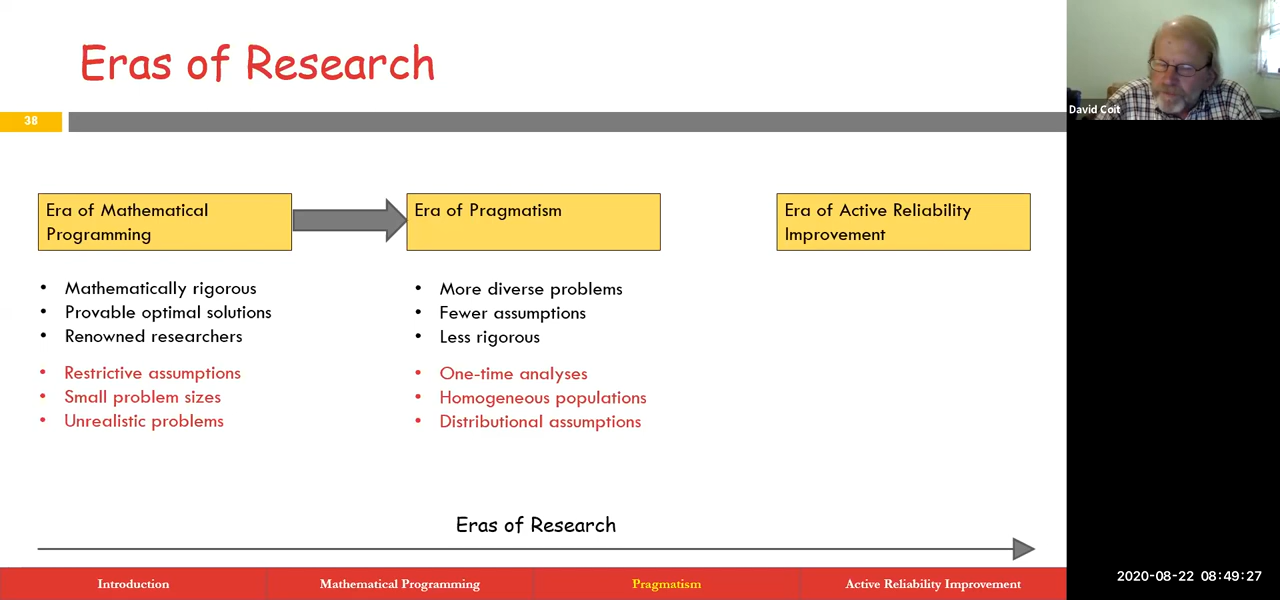 Eras of Research
38
David Coit
Era of Mathematical
Programming
Era of Pragmatism
Era of Active Reliability
Improvement
• Mathematically rigorous
• Provable optimal solutions
• Renowned researchers
• Restrictive assumptions
• Small problem sizes
• Unrealistic problems
• More diverse problems
• Fewer assumptions
• Less rigorous
• One-time analyses
• Homogeneous populations
• Distributional assumptions
Eras of Research
Introduction
Mathematical Programming
Pragmatism
Active Reliability Improvement
2020-08-22 08:49:27